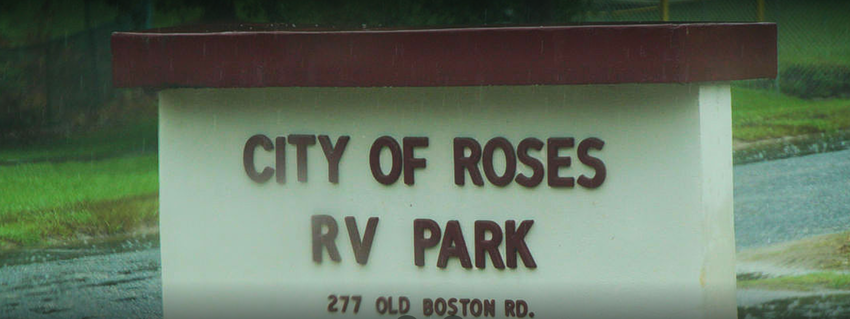 CITY OF ROSES
RV PARK
277 OLD BOSTON RD.